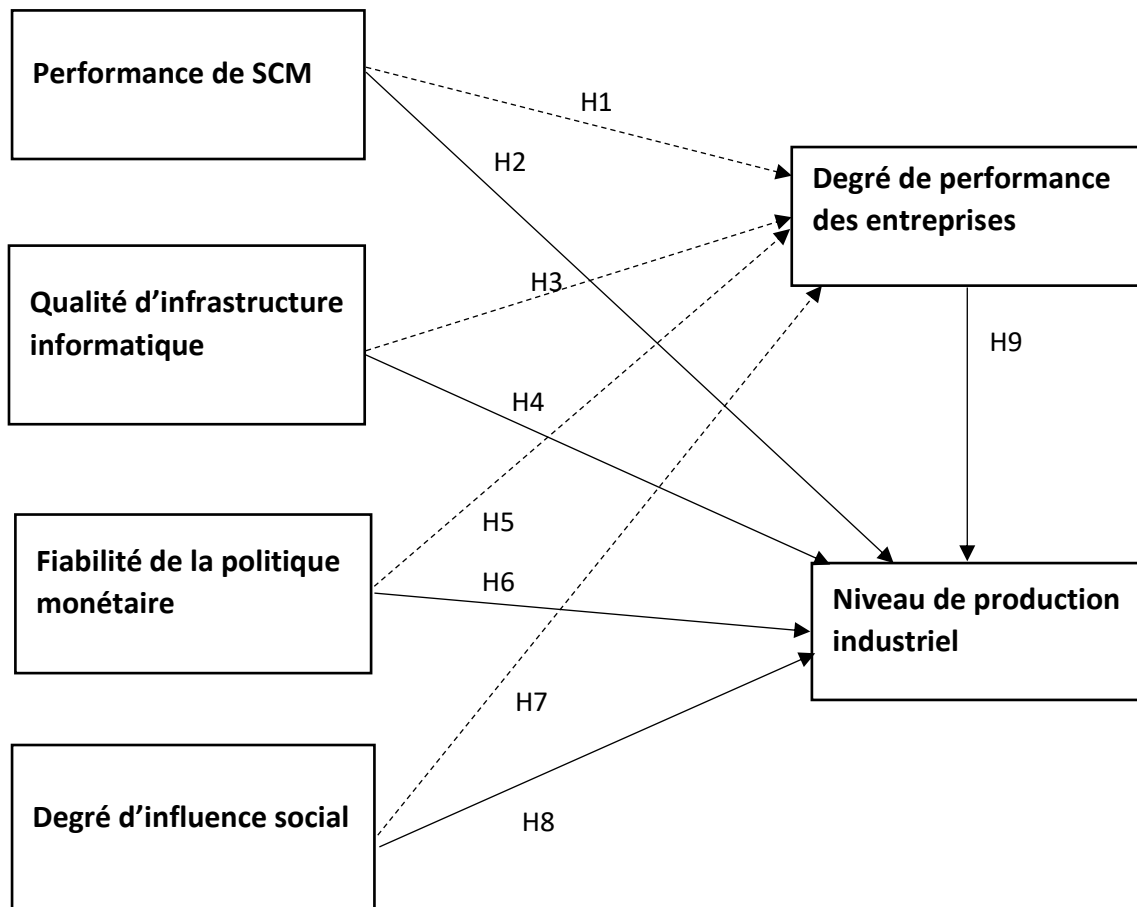 Performance de SCM
H1
H2
Degré de performance
des entreprises
Qualité d’infrastructure
informatique
H3
H9
H4
Fiabilité de la politique
monétaire
H5
H6
Niveau de production
industriel
H7
Degré d’influence social
H8